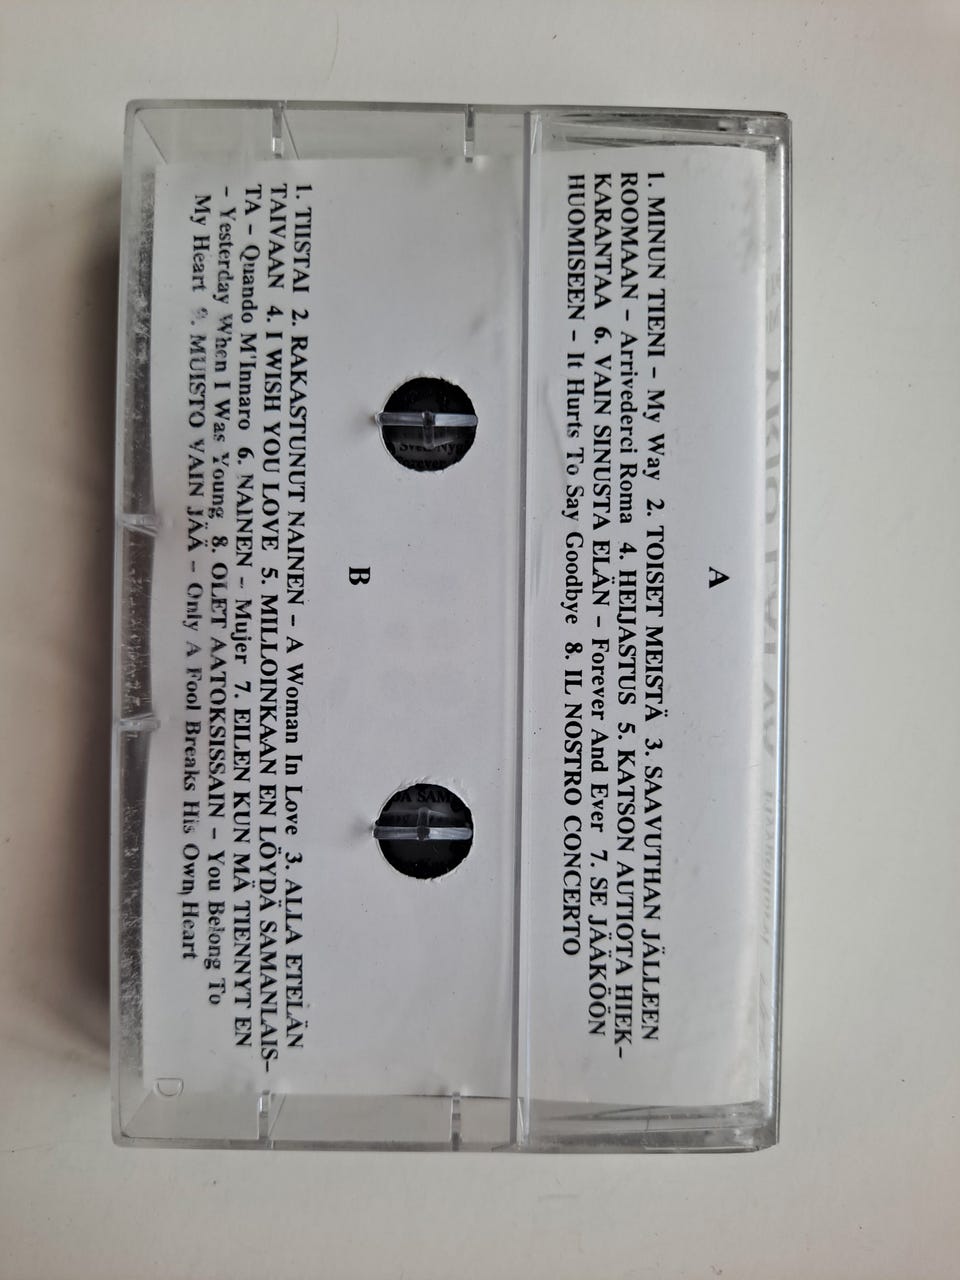 A
1. MINUN TIENI – My Way 2. TOISET MEISTÄ 3. SAAVUTHAN JÄLLEEN
ROOMAAN – Arrivederci Roma 4. HEIJASTUS 5. KATSON AUTIOTA HIEK–
KARANTAA 6. VAIN SINUSTA ELÄN – Forever And Ever 7. SE JÄÄKÖÖN
HUOMISEEN – It Hurts To Say Goodbye 8. IL NOSTRO CONCERTO
B
1. TIISTAI 2. RAKASTUNUT NAINEN – A Woman In Love 3. ALLA ETELÄN
TAIVAAN 4. I WISH YOU LOVE 5. MILLOINKAAN EN LÖYDÄ SAMANLAIS–
TA – Quando M'Innaro 6. NAINEN – Mujer 7. EILEN KUN MÄ TIENNYT EN
– Yesterday When I Was Young 8. OLET AATOKSISSAIN – You Belong To
My Heart 9. MUISTO VAIN JÄÄ – Only A Fool Breaks His Own Heart
D